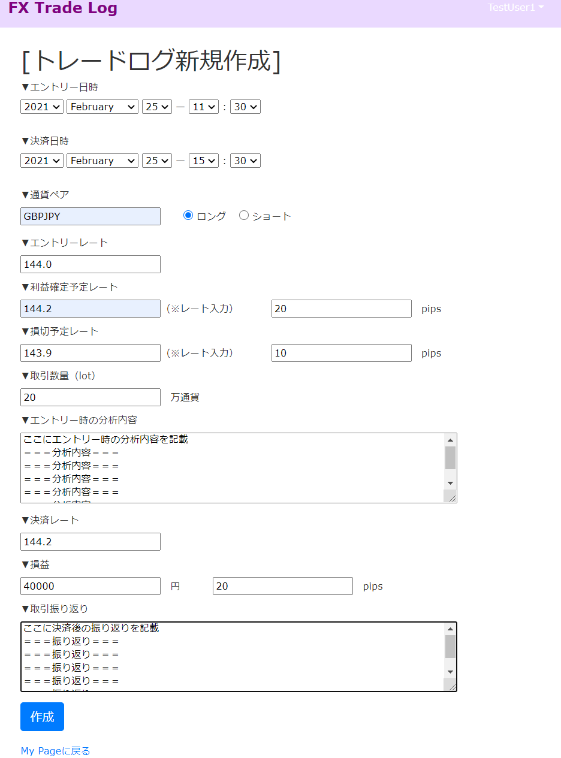 FX Trade Log
testUser1
[トレードログ新規作成]
▼エントリー日時
2021 February 25 ー 11 : 30
▼決済日時
2021 February 25 ー 15 : 30
▼通貨ペア
GBPJPY ロング ショート
▼エントリーレート
144.0
▼利益確定予定レート
144.2 (※レート入力) 20 pips
▼損切予定レート
143.9 (※レート入力) 10 pips
▼取引数量（lot）
20 万通貨
▼エントリー時の分析内容
ここにエントリー時の分析内容を記載
＝＝＝分析内容＝＝＝
＝＝＝分析内容＝＝＝
＝＝＝分析内容＝＝＝
＝＝＝分析内容＝＝＝
▼決済レート
144.2
▼損益
40000 円 20 pips
▼取引振り返り
ここに決済後の振り返りを記載
＝＝＝振り返り＝＝＝
＝＝＝振り返り＝＝＝
＝＝＝振り返り＝＝＝
＝＝＝振り返り＝＝＝
作成
My Pageに戻る